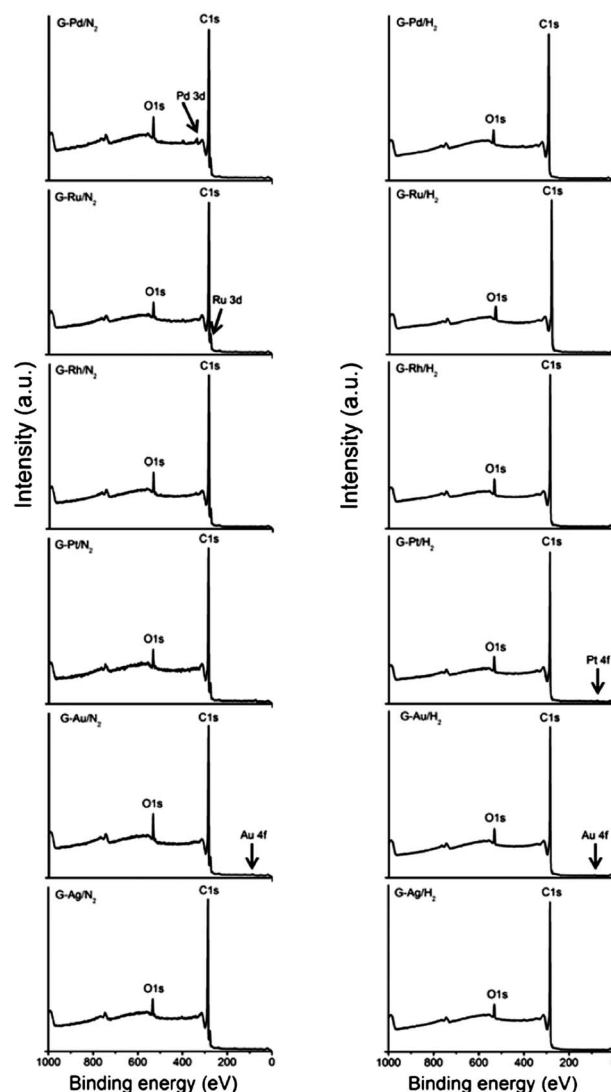 G-Pd/N₂
C1s
O1s
Pd 3d
G-Ru/N₂
C1s
O1s
Ru 3d
G-Rh/N₂
C1s
O1s
G-Pt/N₂
C1s
O1s
G-Au/N₂
C1s
O1s
Au 4f
G-Ag/N₂
C1s
O1s
Intensity (a.u.)
1000 800 600 400 200 0
Binding energy (eV)
G-Pd/H₂
C1s
O1s
G-Ru/H₂
C1s
O1s
G-Rh/H₂
C1s
O1s
G-Pt/H₂
C1s
O1s
Pt 4f
G-Au/H₂
C1s
O1s
Au 4f
G-Ag/H₂
C1s
O1s
Intensity (a.u.)
1000 800 600 400 200 0
Binding energy (eV)